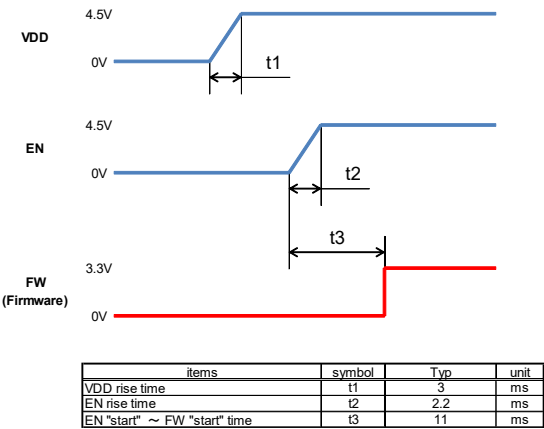 4.5V
VDD
0V
t1
4.5V
EN
0V
t2
t3
3.3V
FW
(Firmware)
0V
items symbol Typ unit
VDD rise time t1 3 ms
EN rise time t2 2.2 ms
EN "start" ～ FW "start" time t3 11 ms